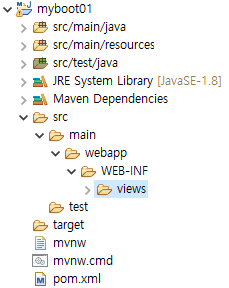 myboot01
src/main/java
src/main/resources
src/test/java
JRE System Library [JavaSE-1.8]
Maven Dependencies
src
main
webapp
WEB-INF
views
test
target
mvnw
mvnw.cmd
pom.xml